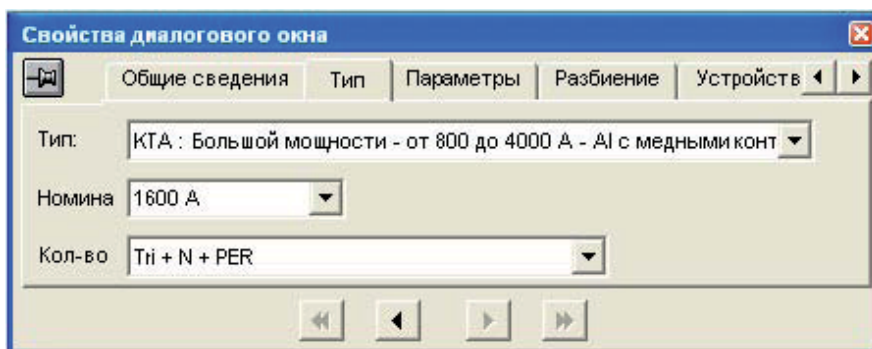 Свойства диалогового окна
Общие сведения Тип Параметры Разбиение Устройств
Тип: КТА : Большой мощности - от 800 до 4000 А - Al с медными конт
Номина 1600 А
Кол-во Tri + N + PER